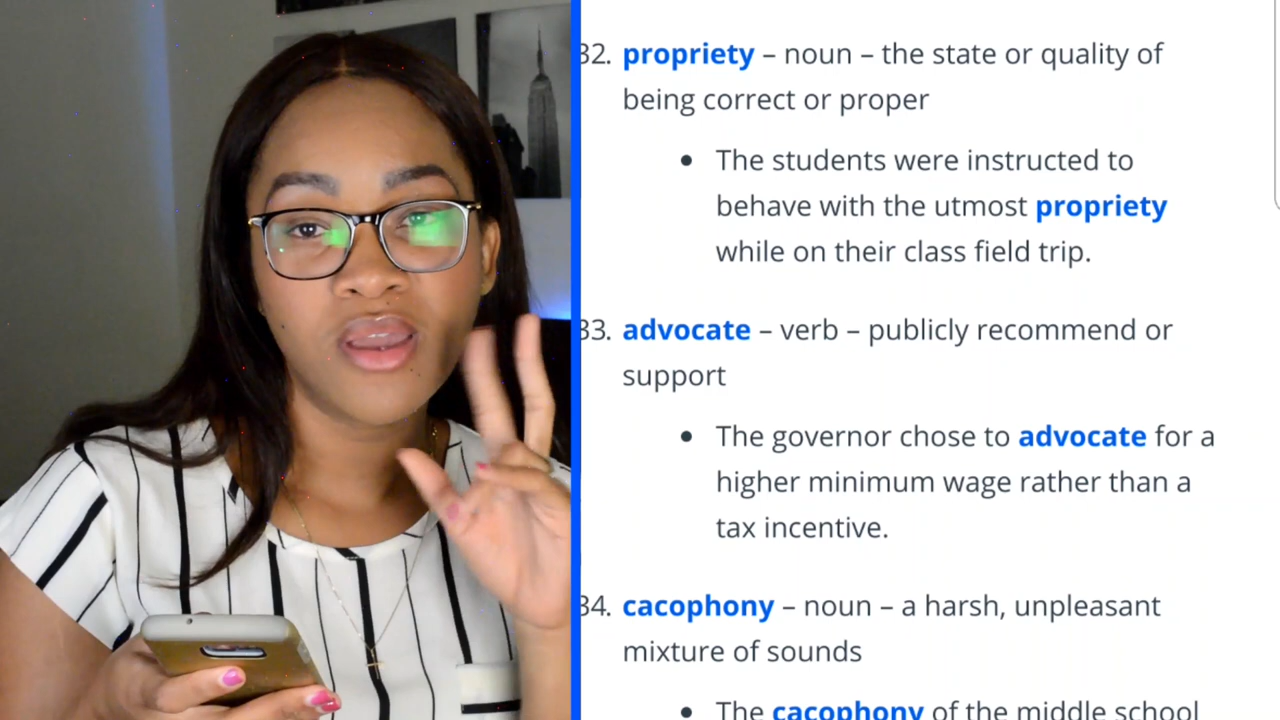 32. propriety – noun – the state or quality of
being correct or proper
• The students were instructed to
behave with the utmost propriety
while on their class field trip.
33. advocate – verb – publicly recommend or
support
• The governor chose to advocate for a
higher minimum wage rather than a
tax incentive.
34. cacophony – noun – a harsh, unpleasant
mixture of sounds
• The cacophony of the middle school